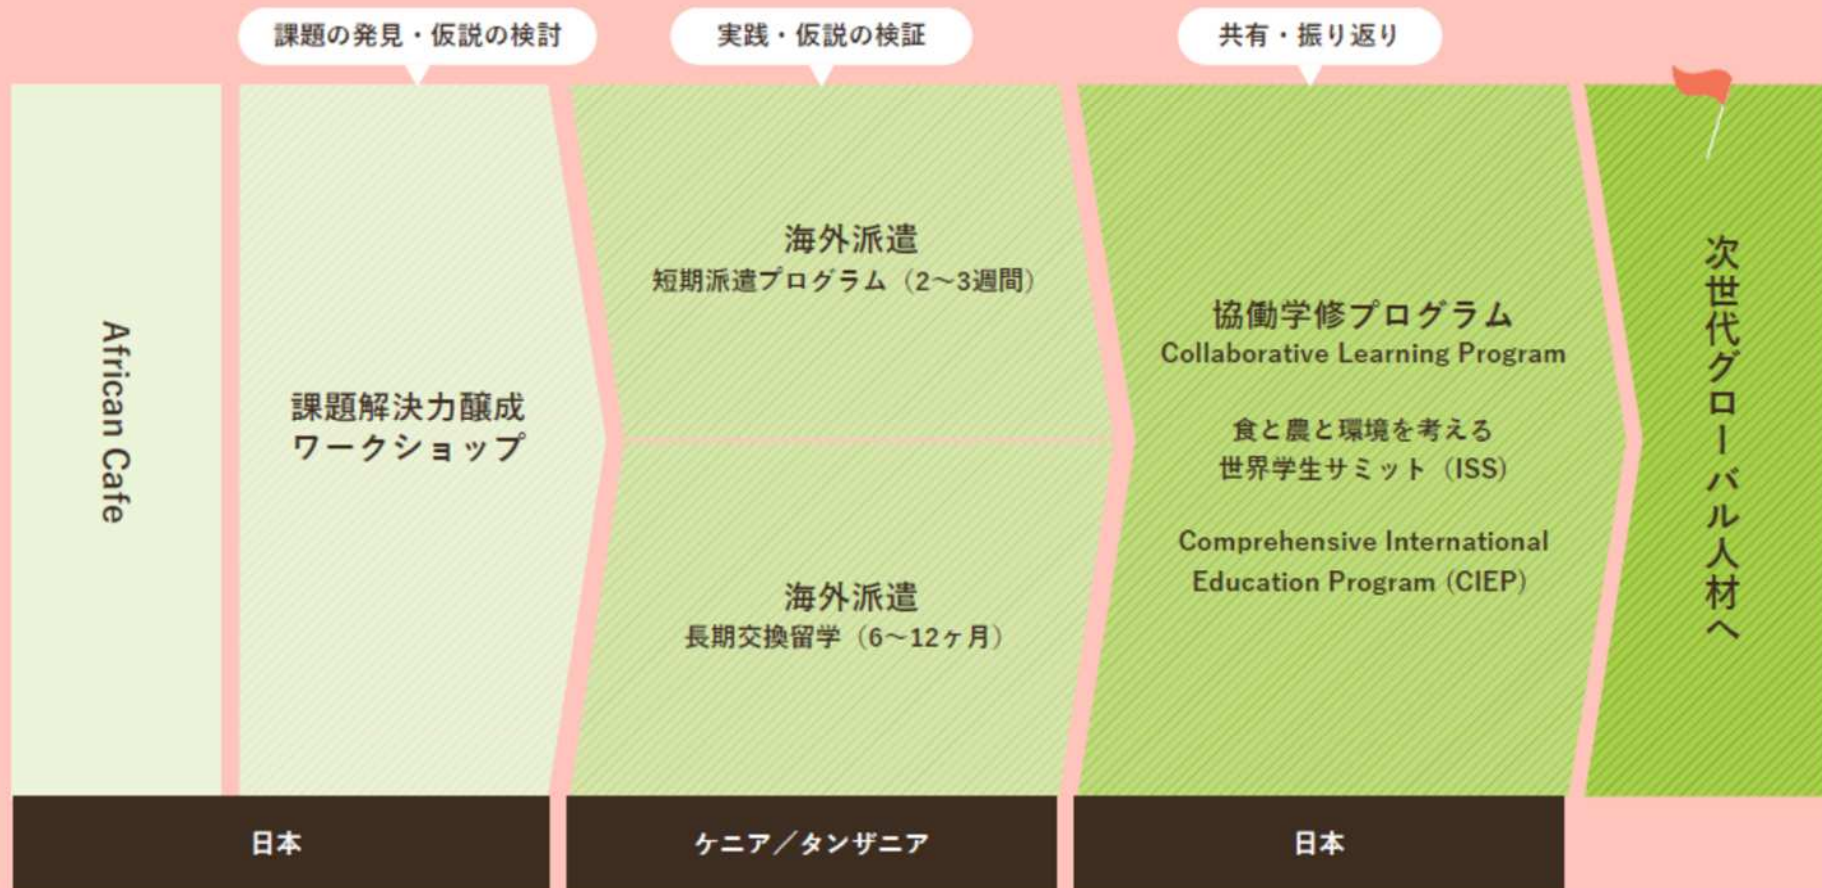 課題の発見・仮説の検討
実践・仮説の検証
共有・振り返り
African Cafe
課題解決力醸成
ワークショップ
海外派遣
短期派遣プログラム（2〜3週間）
海外派遣
長期交換留学（6〜12ヶ月）
協働学修プログラム
Collaborative Learning Program
食と農と環境を考える
世界学生サミット（ISS）
Comprehensive International
Education Program (CIEP)
次世代グローバル人材へ
日本
ケニア／タンザニア
日本